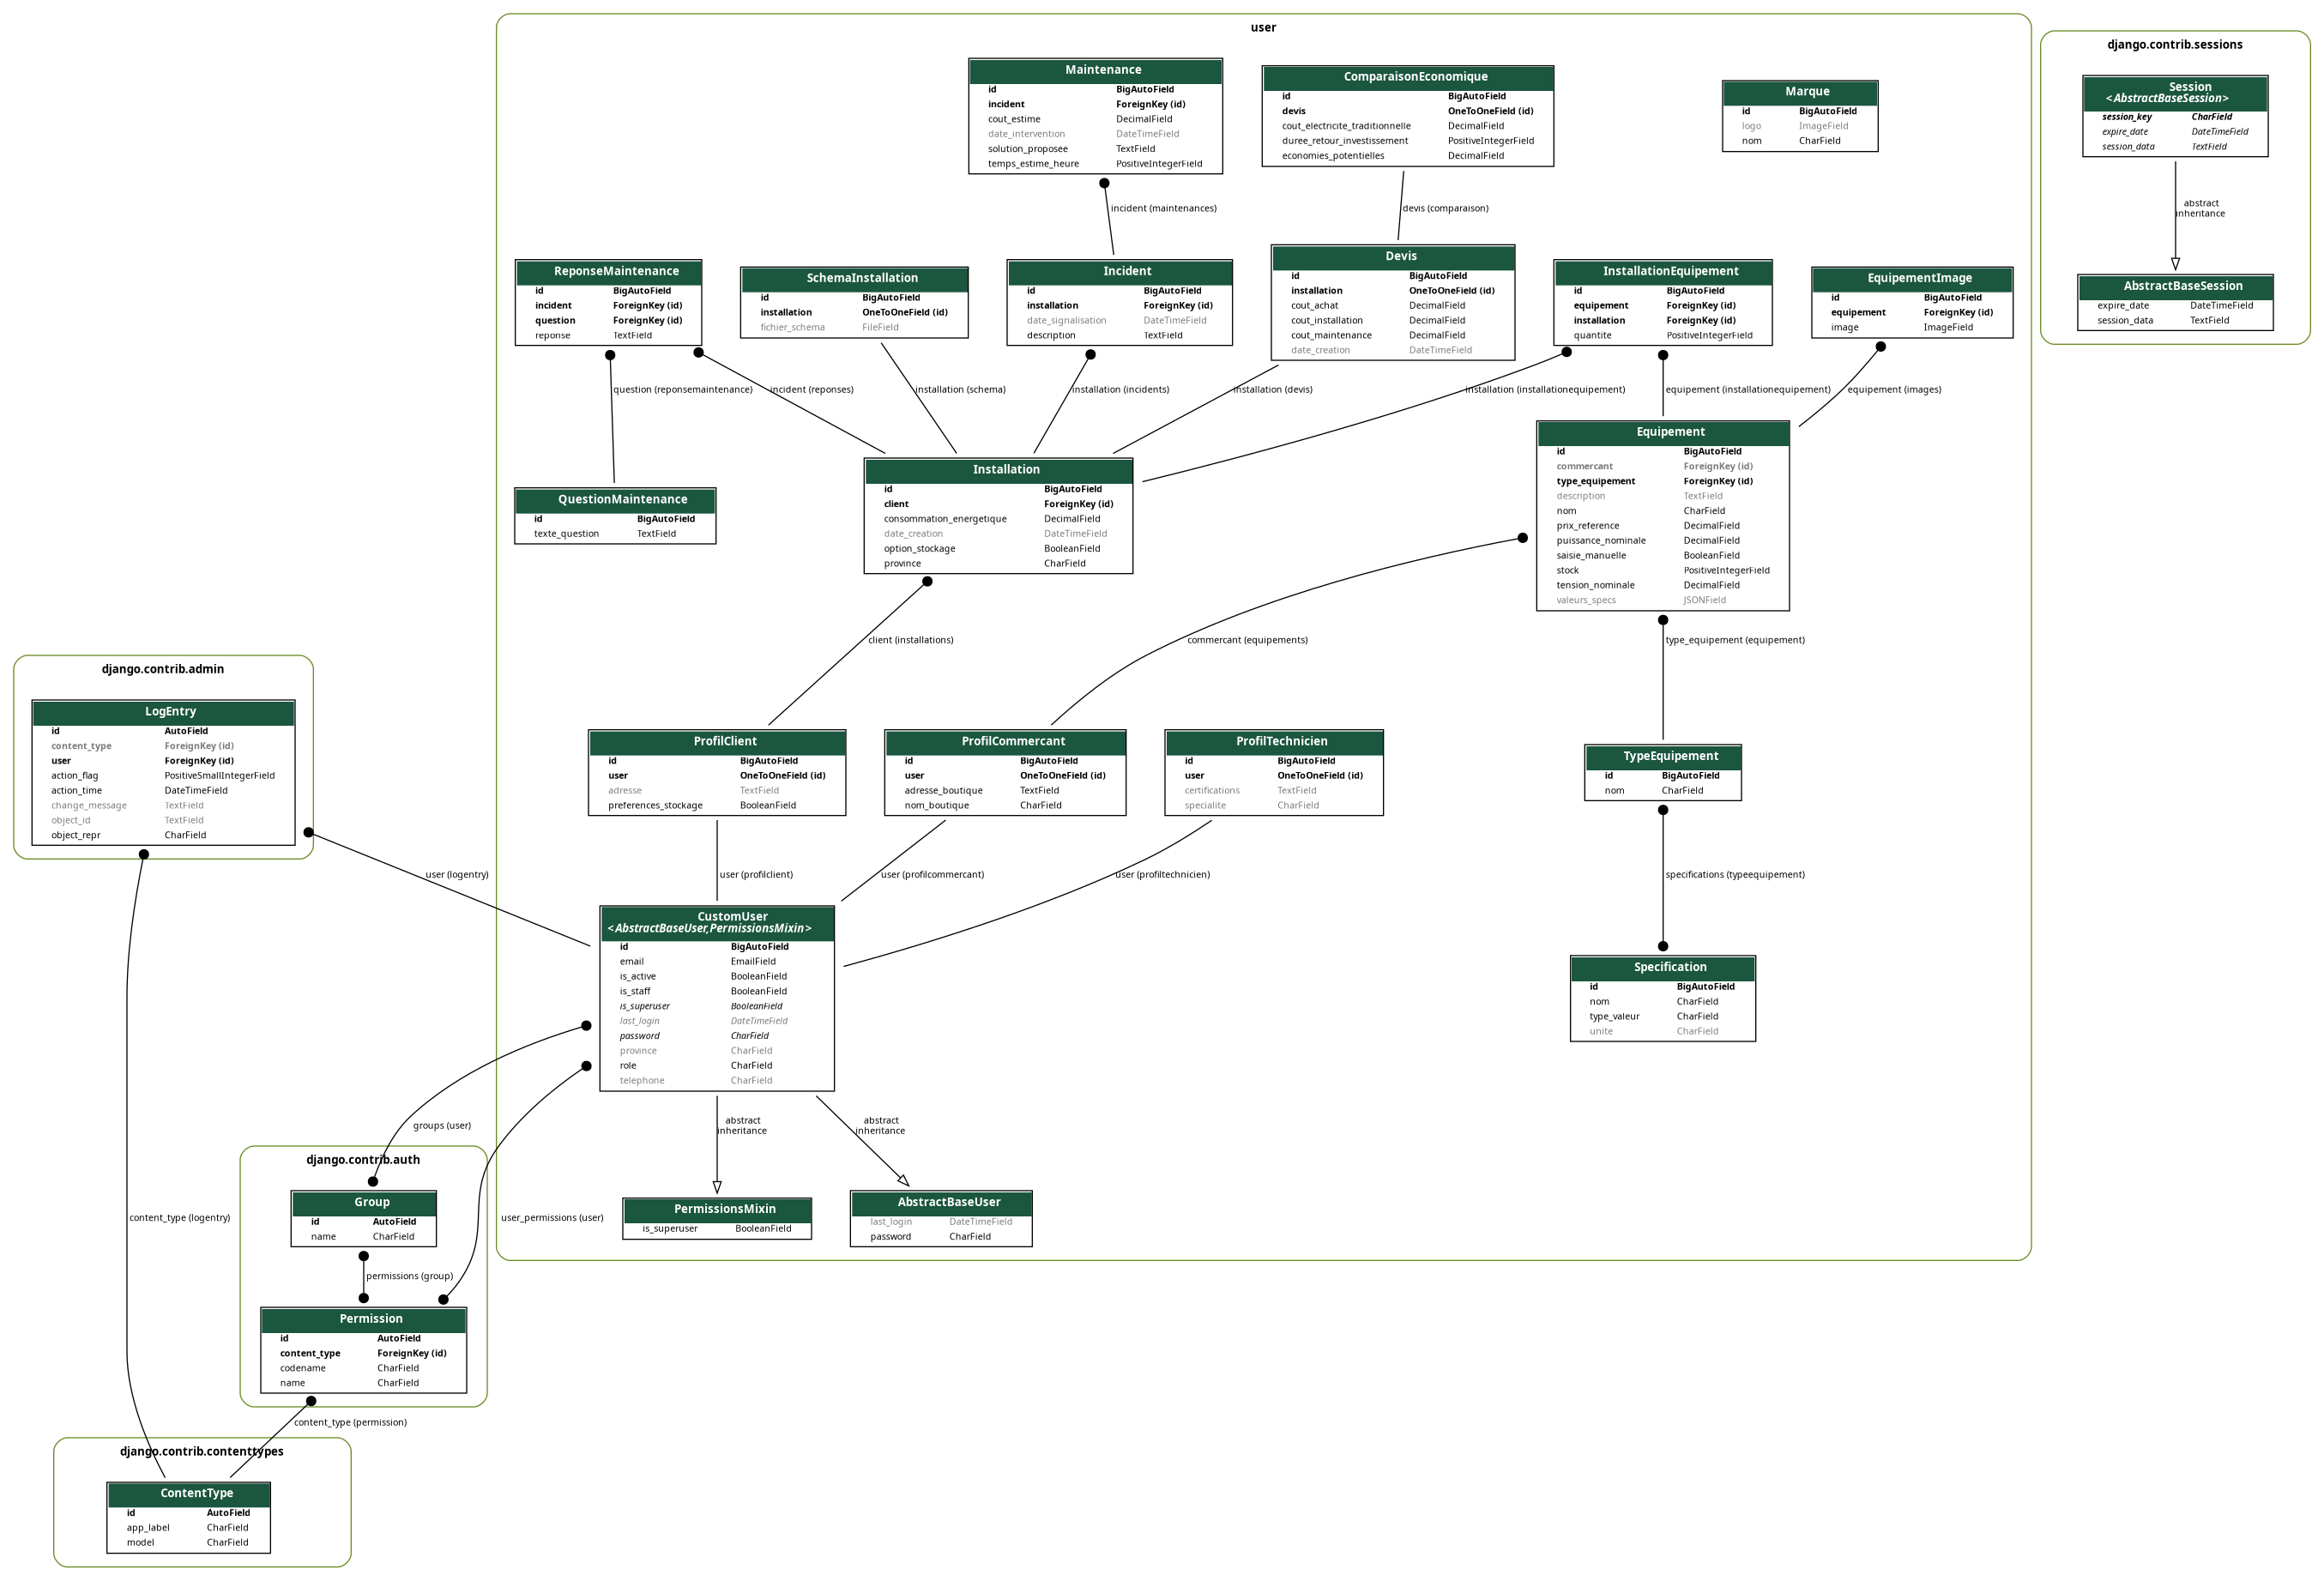 user
Maintenance
id BigAutoField
incident ForeignKey (id)
cout_estime DecimalField
date_intervention DateTimeField
solution_proposee TextField
temps_estime_heure PositiveIntegerField
ComparaisonEconomique
id BigAutoField
devis OneToOneField (id)
cout_electricite_traditionnelle DecimalField
duree_retour_investissement PositiveIntegerField
economies_potentielles DecimalField
Marque
id BigAutoField
logo ImageField
nom CharField
django.contrib.sessions
Session
<AbstractBaseSession>
session_key CharField
expire_date DateTimeField
session_data TextField
incident (maintenances)
devis (comparaison)
abstract
inheritance
ReponseMaintenance
id BigAutoField
incident ForeignKey (id)
question ForeignKey (id)
reponse TextField
SchemaInstallation
id BigAutoField
installation OneToOneField (id)
fichier_schema FileField
Incident
id BigAutoField
installation ForeignKey (id)
date_signalisation DateTimeField
description TextField
Devis
id BigAutoField
installation OneToOneField (id)
cout_achat DecimalField
cout_installation DecimalField
cout_maintenance DecimalField
date_creation DateTimeField
InstallationEquipement
id BigAutoField
equipement ForeignKey (id)
installation ForeignKey (id)
quantite PositiveIntegerField
EquipementImage
id BigAutoField
equipement ForeignKey (id)
image ImageField
AbstractBaseSession
expire_date DateTimeField
session_data TextField
question (reponsemaintenance)
incident (reponses)
installation (schema)
installation (incidents)
installation (devis)
installation (installationequipement)
equipement (installationequipement)
equipement (images)
QuestionMaintenance
id BigAutoField
texte_question TextField
Installation
id BigAutoField
client ForeignKey (id)
consommation_energetique DecimalField
date_creation DateTimeField
option_stockage BooleanField
province CharField
Equipement
id BigAutoField
commercant ForeignKey (id)
type_equipement ForeignKey (id)
description TextField
nom CharField
prix_reference DecimalField
puissance_nominale DecimalField
saisie_manuelle BooleanField
stock PositiveIntegerField
tension_nominale DecimalField
valeurs_specs JSONField
client (installations)
commercant (equipements)
type_equipement (equipement)
django.contrib.admin
LogEntry
id AutoField
content_type ForeignKey (id)
user ForeignKey (id)
action_flag PositiveSmallIntegerField
action_time DateTimeField
change_message TextField
object_id TextField
object_repr CharField
ProfilClient
id BigAutoField
user OneToOneField (id)
adresse TextField
preferences_stockage BooleanField
ProfilCommercant
id BigAutoField
user OneToOneField (id)
adresse_boutique TextField
nom_boutique CharField
ProfilTechnicien
id BigAutoField
user OneToOneField (id)
certifications TextField
specialite CharField
TypeEquipement
id BigAutoField
nom CharField
user (logentry)
user (profilclient)
user (profilcommercant)
user (profiltechnicien)
specifications (typeequipement)
CustomUser
<AbstractBaseUser,PermissionsMixin>
id BigAutoField
email EmailField
is_active BooleanField
is_staff BooleanField
is_superuser BooleanField
last_login DateTimeField
password CharField
province CharField
role CharField
telephone CharField
Specification
id BigAutoField
nom CharField
type_valeur CharField
unite CharField
groups (user)
abstract
inheritance
abstract
inheritance
django.contrib.auth
Group
id AutoField
name CharField
content_type (logentry)
user_permissions (user)
PermissionsMixin
is_superuser BooleanField
AbstractBaseUser
last_login DateTimeField
password CharField
permissions (group)
Permission
id AutoField
content_type ForeignKey (id)
codename CharField
name CharField
content_type (permission)
django.contrib.contenttypes
ContentType
id AutoField
app_label CharField
model CharField